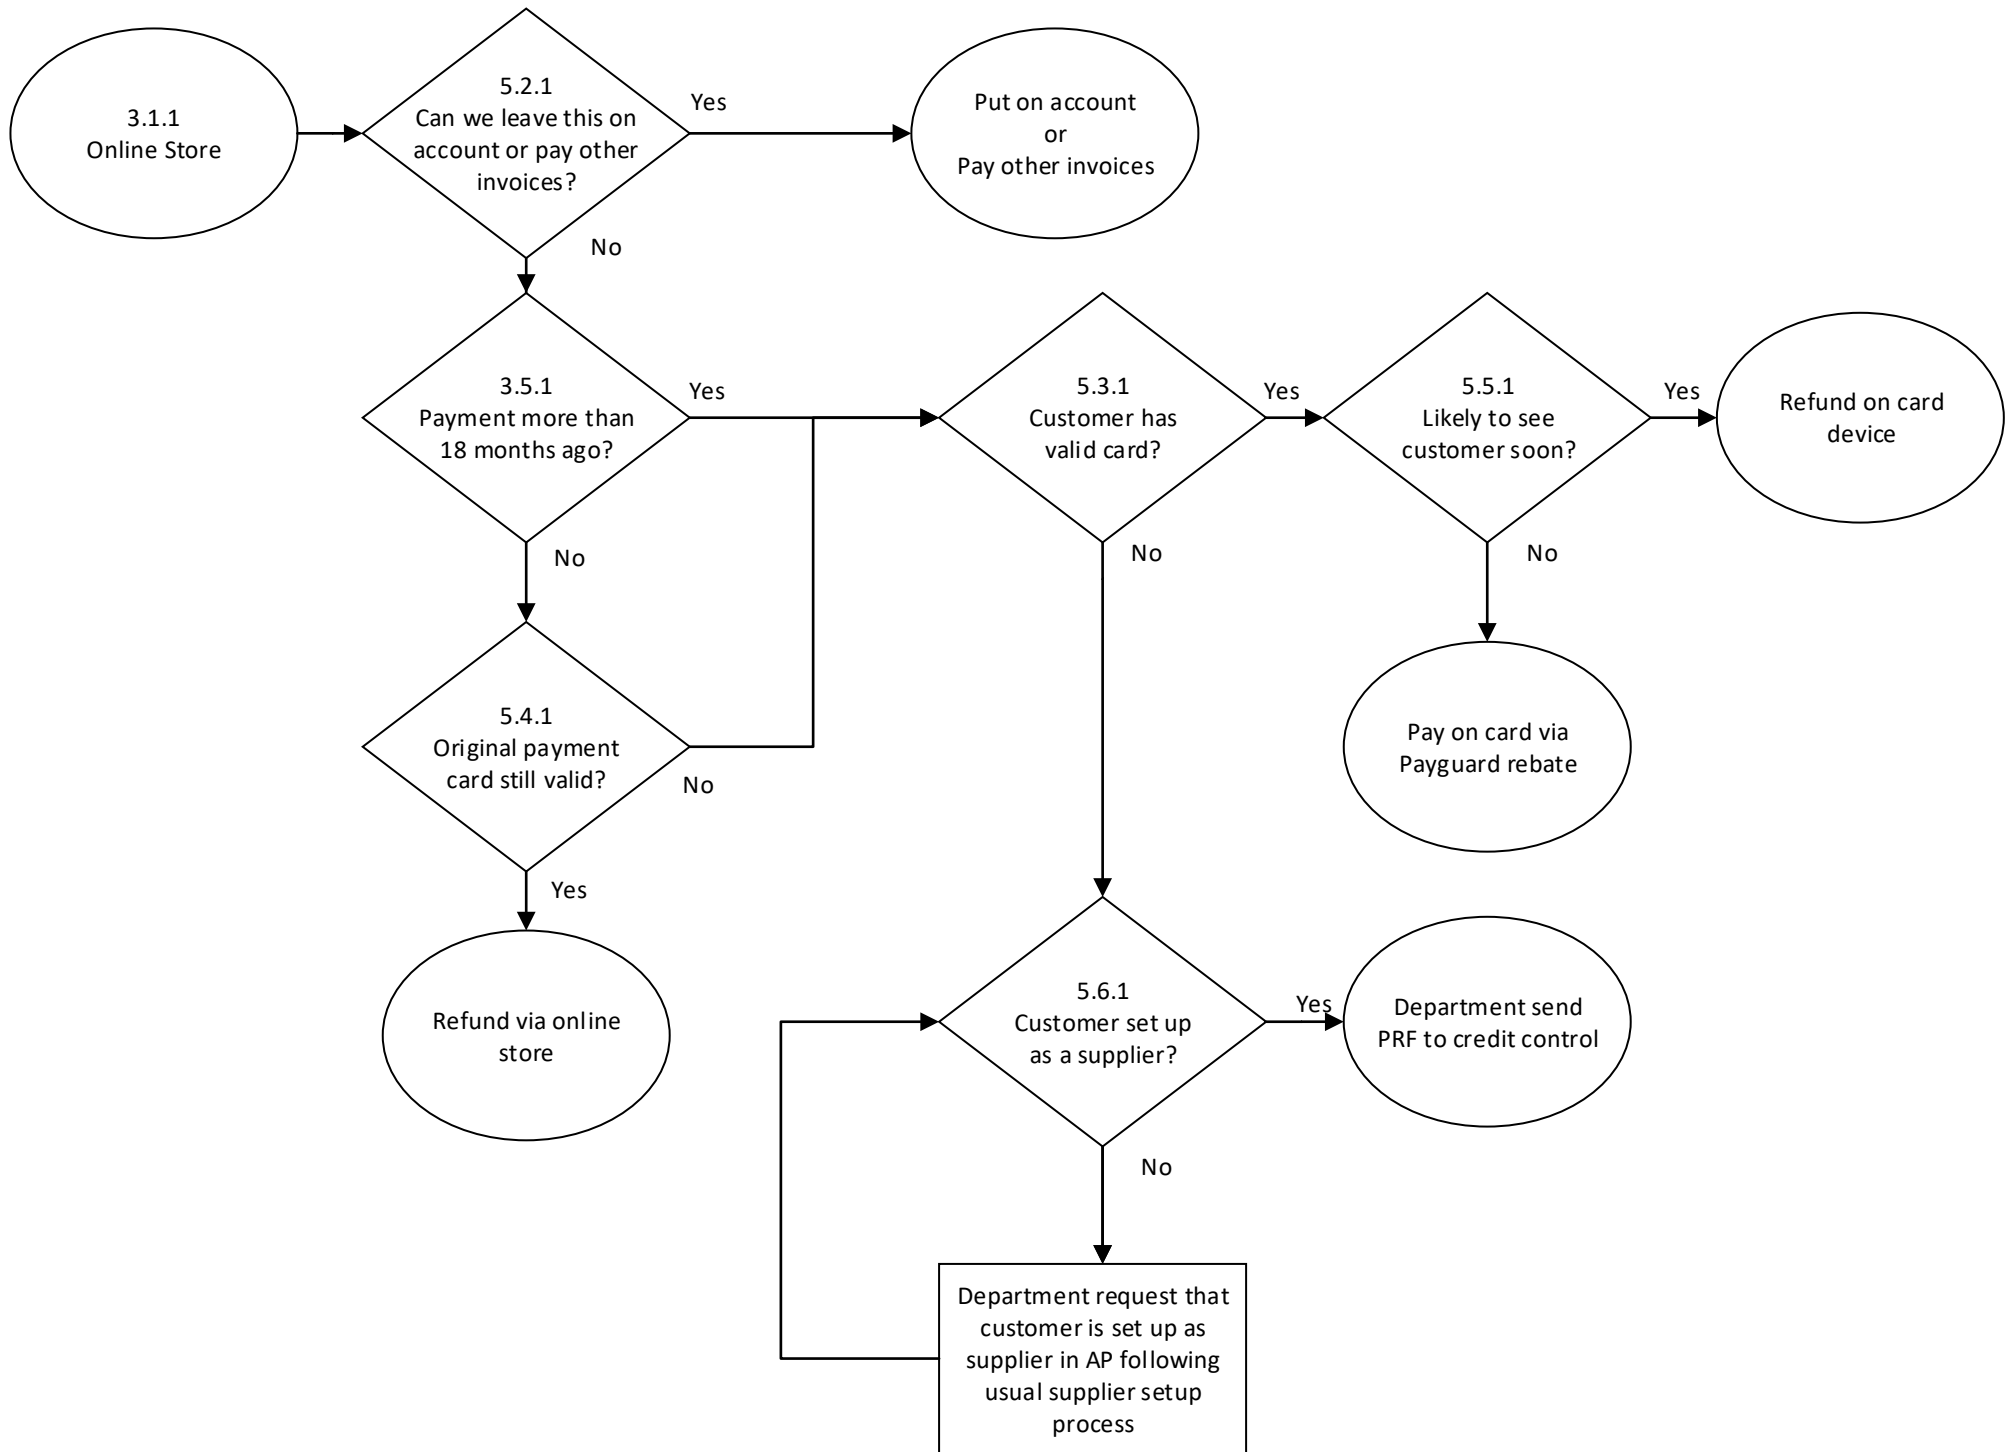 3.1.1
Online Store
5.2.1
Can we leave this on
account or pay other
invoices?
Yes
Put on account
or
Pay other invoices
No
3.5.1
Payment more than
18 months ago?
Yes
5.3.1
Customer has
valid card?
Yes
5.5.1
Likely to see
customer soon?
Yes
Refund on card
device
No
No
No
5.4.1
Original payment
card still valid?
No
Pay on card via
Payguard rebate
Yes
Refund via online
store
5.6.1
Customer set up
as a supplier?
Yes
Department send
PRF to credit control
No
Department request that
customer is set up as
supplier in AP following
usual supplier setup
process